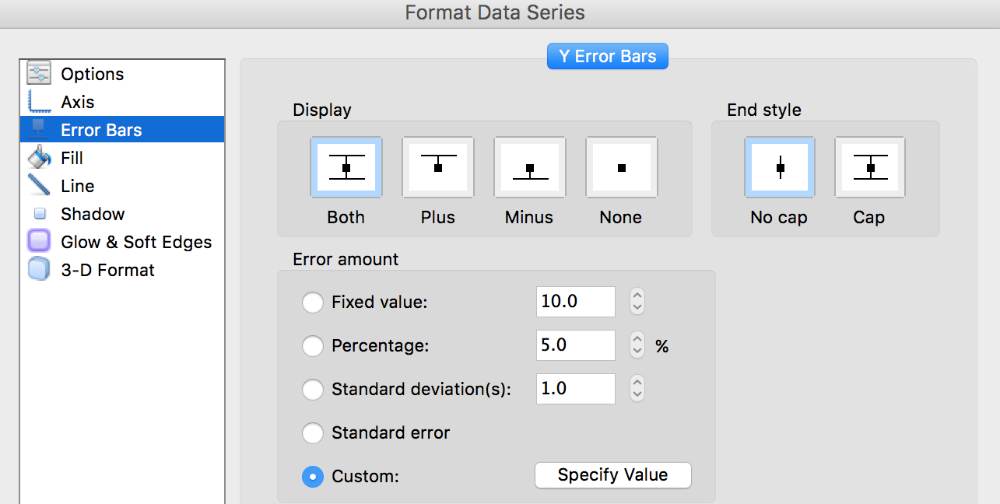 Format Data Series
Options
Axis
Error Bars
Fill
Line
Shadow
Glow & Soft Edges
3-D Format
Y Error Bars
Display
Both
Plus
Minus
None
End style
No cap
Cap
Error amount
Fixed value: 10.0
Percentage: 5.0 %
Standard deviation(s): 1.0
Standard error
Custom: Specify Value